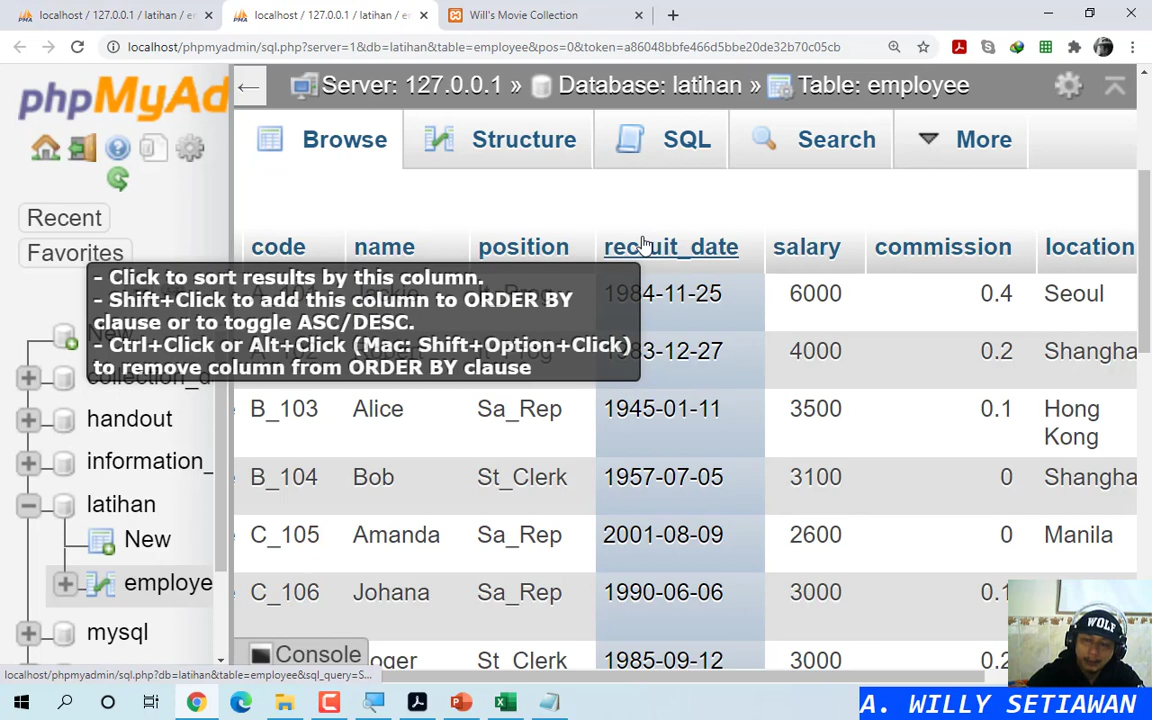 localhost / 127.0.0.1 / latihan / e
localhost / 127.0.0.1 / latihan / e
Will's Movie Collection
localhost/phpmyadmin/sql.php?server=1&db=latihan&table=employee&pos=0&token=a86048bbfe466d5bbe20de32b70c05cb
phpMyAd
Server: 127.0.0.1 » Database: latihan » Table: employee
Browse Structure SQL Search More
Recent
Favorites
code name position recruit_date salary commission location
- Click to sort results by this column.
- Shift+Click to add this column to ORDER BY
clause or to toggle ASC/DESC.
- Ctrl+Click or Alt+Click (Mac: Shift+Option+Click)
to remove column from ORDER BY clause
1984-11-25 6000 0.4 Seoul
4000 0.2 Shangha
B_103 Alice Sa_Rep 1945-01-11 3500 0.1 Hong
Kong
B_104 Bob St_Clerk 1957-07-05 3100 0 Shangha
C_105 Amanda Sa_Rep 2001-08-09 2600 0 Manila
C_106 Johana Sa_Rep 1990-06-06 3000 0.1
St_Clerk 1985-09-12 3000 0.2
New
collection_d
handout
information_
latihan
New
employe
mysql
Console
localhost/phpmyadmin/sql.php?db=latihan&table=employee&sql_query=S...
WOLF
A. WILLY SETIAWAN